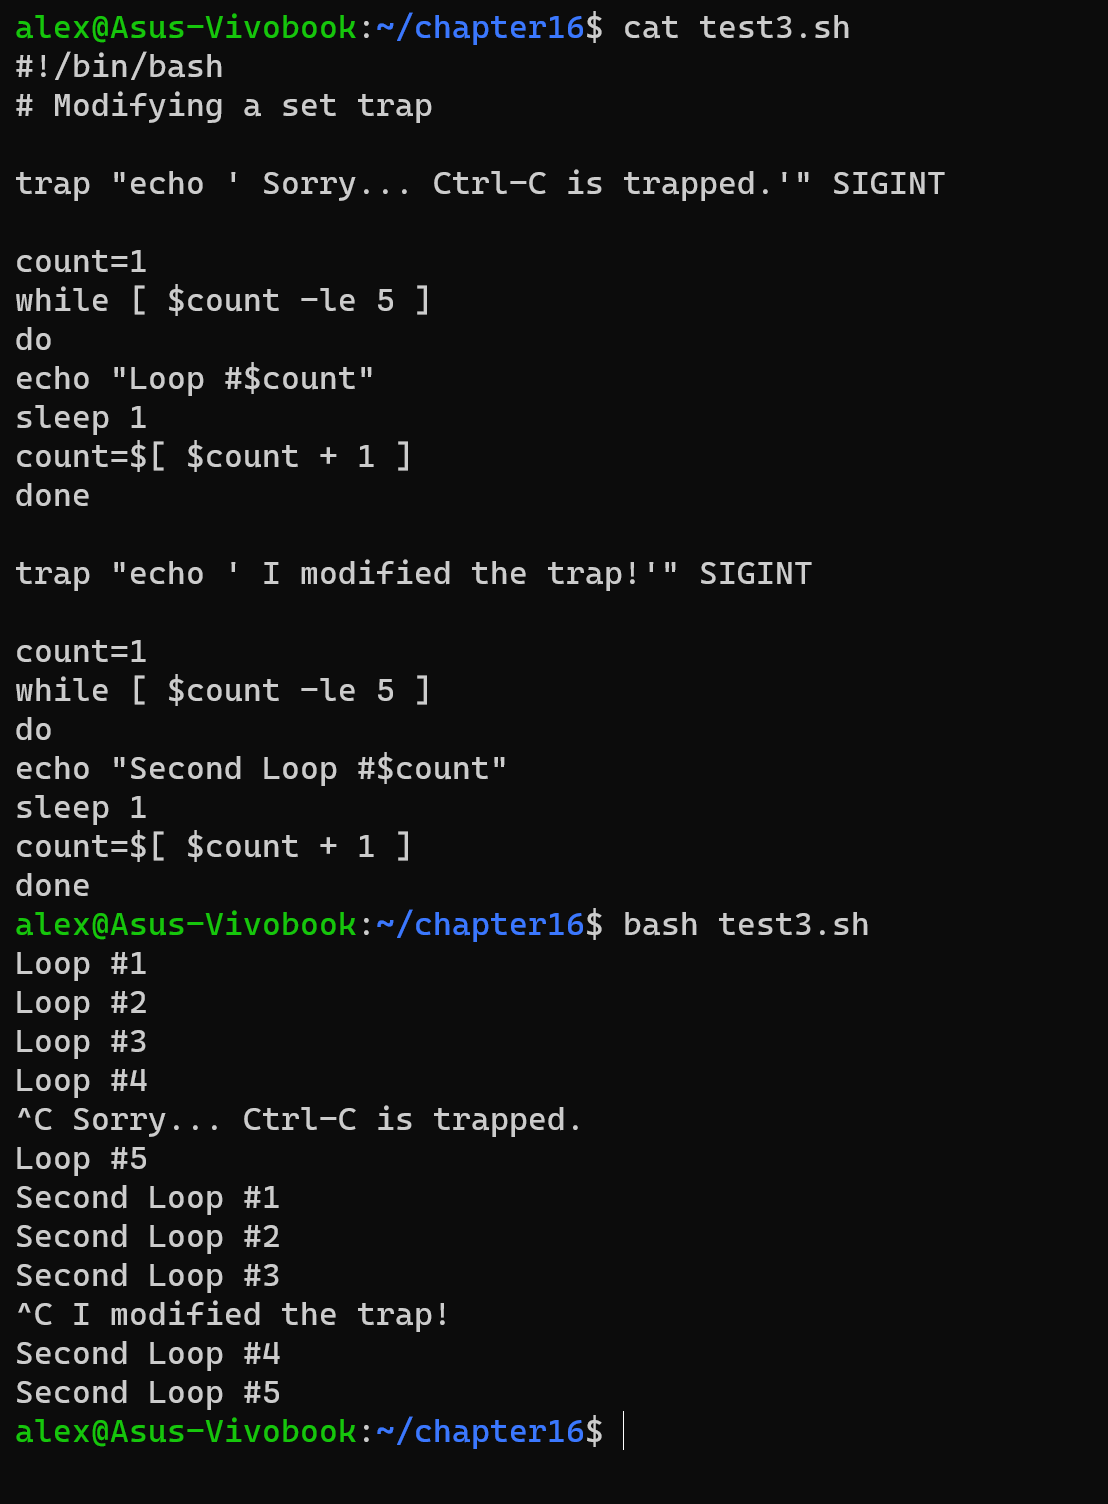 alex@Asus-Vivobook:~/chapter16$ cat test3.sh
#!/bin/bash
# Modifying a set trap
trap "echo ' Sorry... Ctrl-C is trapped.'" SIGINT
count=1
while [ $count -le 5 ]
do
echo "Loop #$count"
sleep 1
count=$[ $count + 1 ]
done
trap "echo ' I modified the trap!'" SIGINT
count=1
while [ $count -le 5 ]
do
echo "Second Loop #$count"
sleep 1
count=$[ $count + 1 ]
done
alex@Asus-Vivobook:~/chapter16$ bash test3.sh
Loop #1
Loop #2
Loop #3
Loop #4
^C Sorry... Ctrl-C is trapped.
Loop #5
Second Loop #1
Second Loop #2
Second Loop #3
^C I modified the trap!
Second Loop #4
Second Loop #5
alex@Asus-Vivobook:~/chapter16$